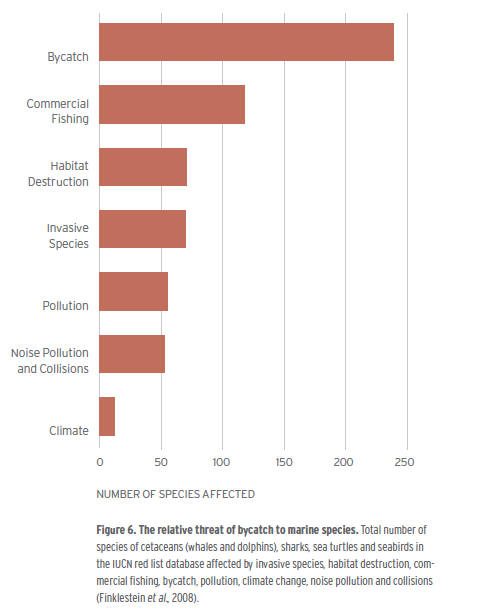 Bycatch
Commercial
Fishing
Habitat
Destruction
Invasive
Species
Pollution
Noise Pollution
and Collisions
Climate
0 50 100 150 200 250
NUMBER OF SPECIES AFFECTED
Figure 6. The relative threat of bycatch to marine species. Total number of
species of cetaceans (whales and dolphins), sharks, sea turtles and seabirds in
the IUCN red list database affected by invasive species, habitat destruction, com-
mercial fishing, bycatch, pollution, climate change, noise pollution and collisions
(Finklestein et al., 2008).